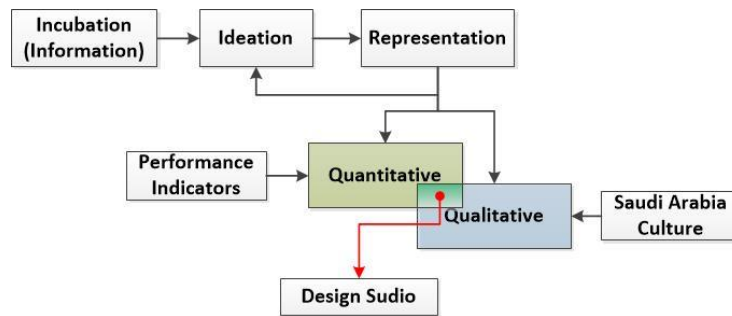 Incubation
(Information)
Ideation
Representation
Performance
Indicators
Quantitative
Qualitative
Saudi Arabia
Culture
Design Sudio